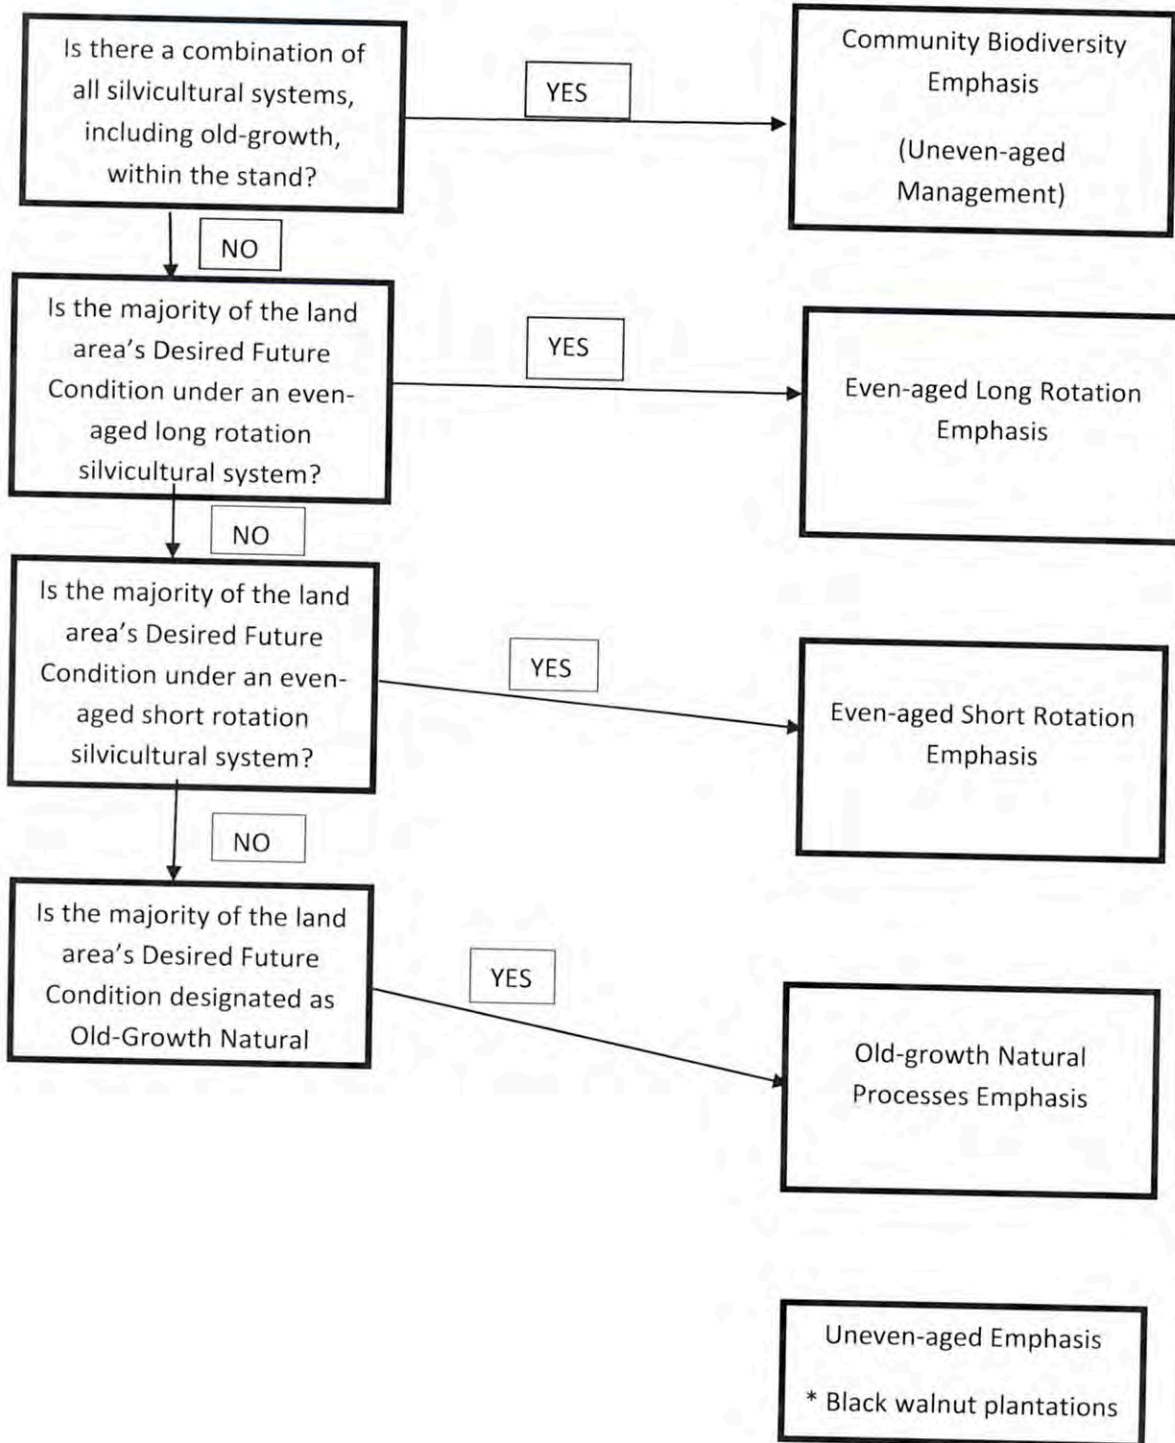 Is there a combination of
all silvicultural systems,
including old-growth,
within the stand?
YES
Community Biodiversity
Emphasis
(Uneven-aged
Management)
NO
Is the majority of the land
area's Desired Future
Condition under an even-
aged long rotation
silvicultural system?
YES
Even-aged Long Rotation
Emphasis
NO
Is the majority of the land
area's Desired Future
Condition under an even-
aged short rotation
silvicultural system?
YES
Even-aged Short Rotation
Emphasis
NO
Is the majority of the land
area's Desired Future
Condition designated as
Old-Growth Natural
YES
Old-growth Natural
Processes Emphasis
Uneven-aged Emphasis
* Black walnut plantations